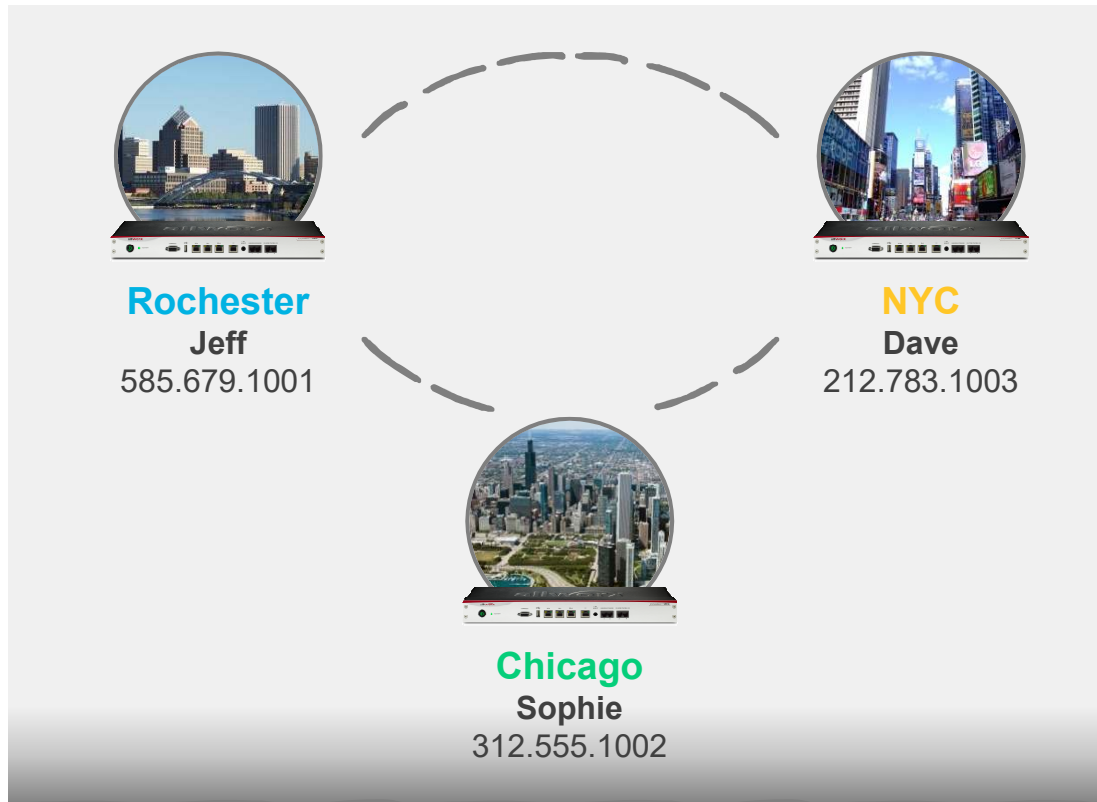 Rochester
Jeff
585.679.1001
NYC
Dave
212.783.1003
Chicago
Sophie
312.555.1002